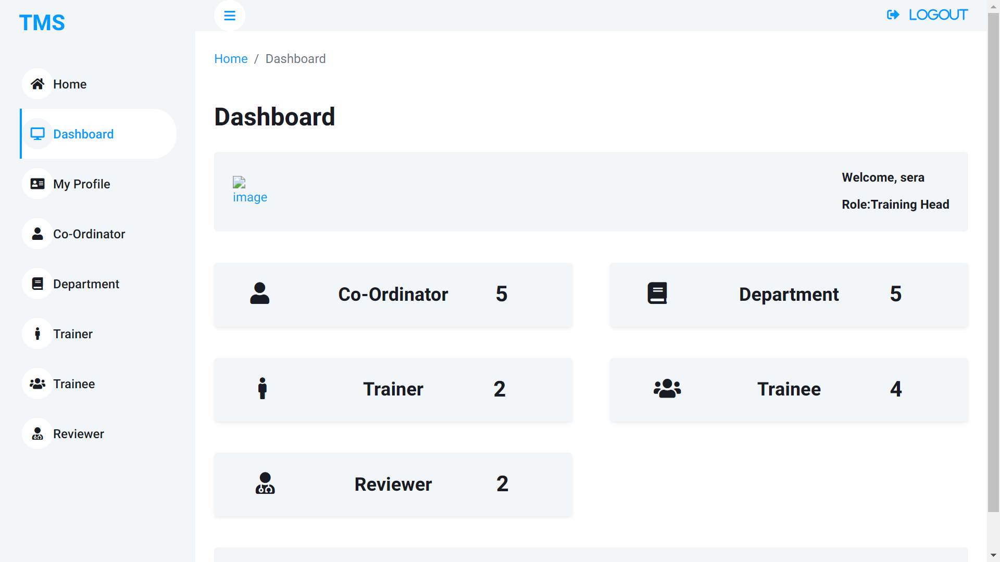 TMS
LOGOUT
Home
Dashboard
My Profile
Co-Ordinator
Department
Trainer
Trainee
Reviewer
Home / Dashboard
Dashboard
image
Welcome, sera
Role:Training Head
Co-Ordinator 5
Department 5
Trainer 2
Trainee 4
Reviewer 2